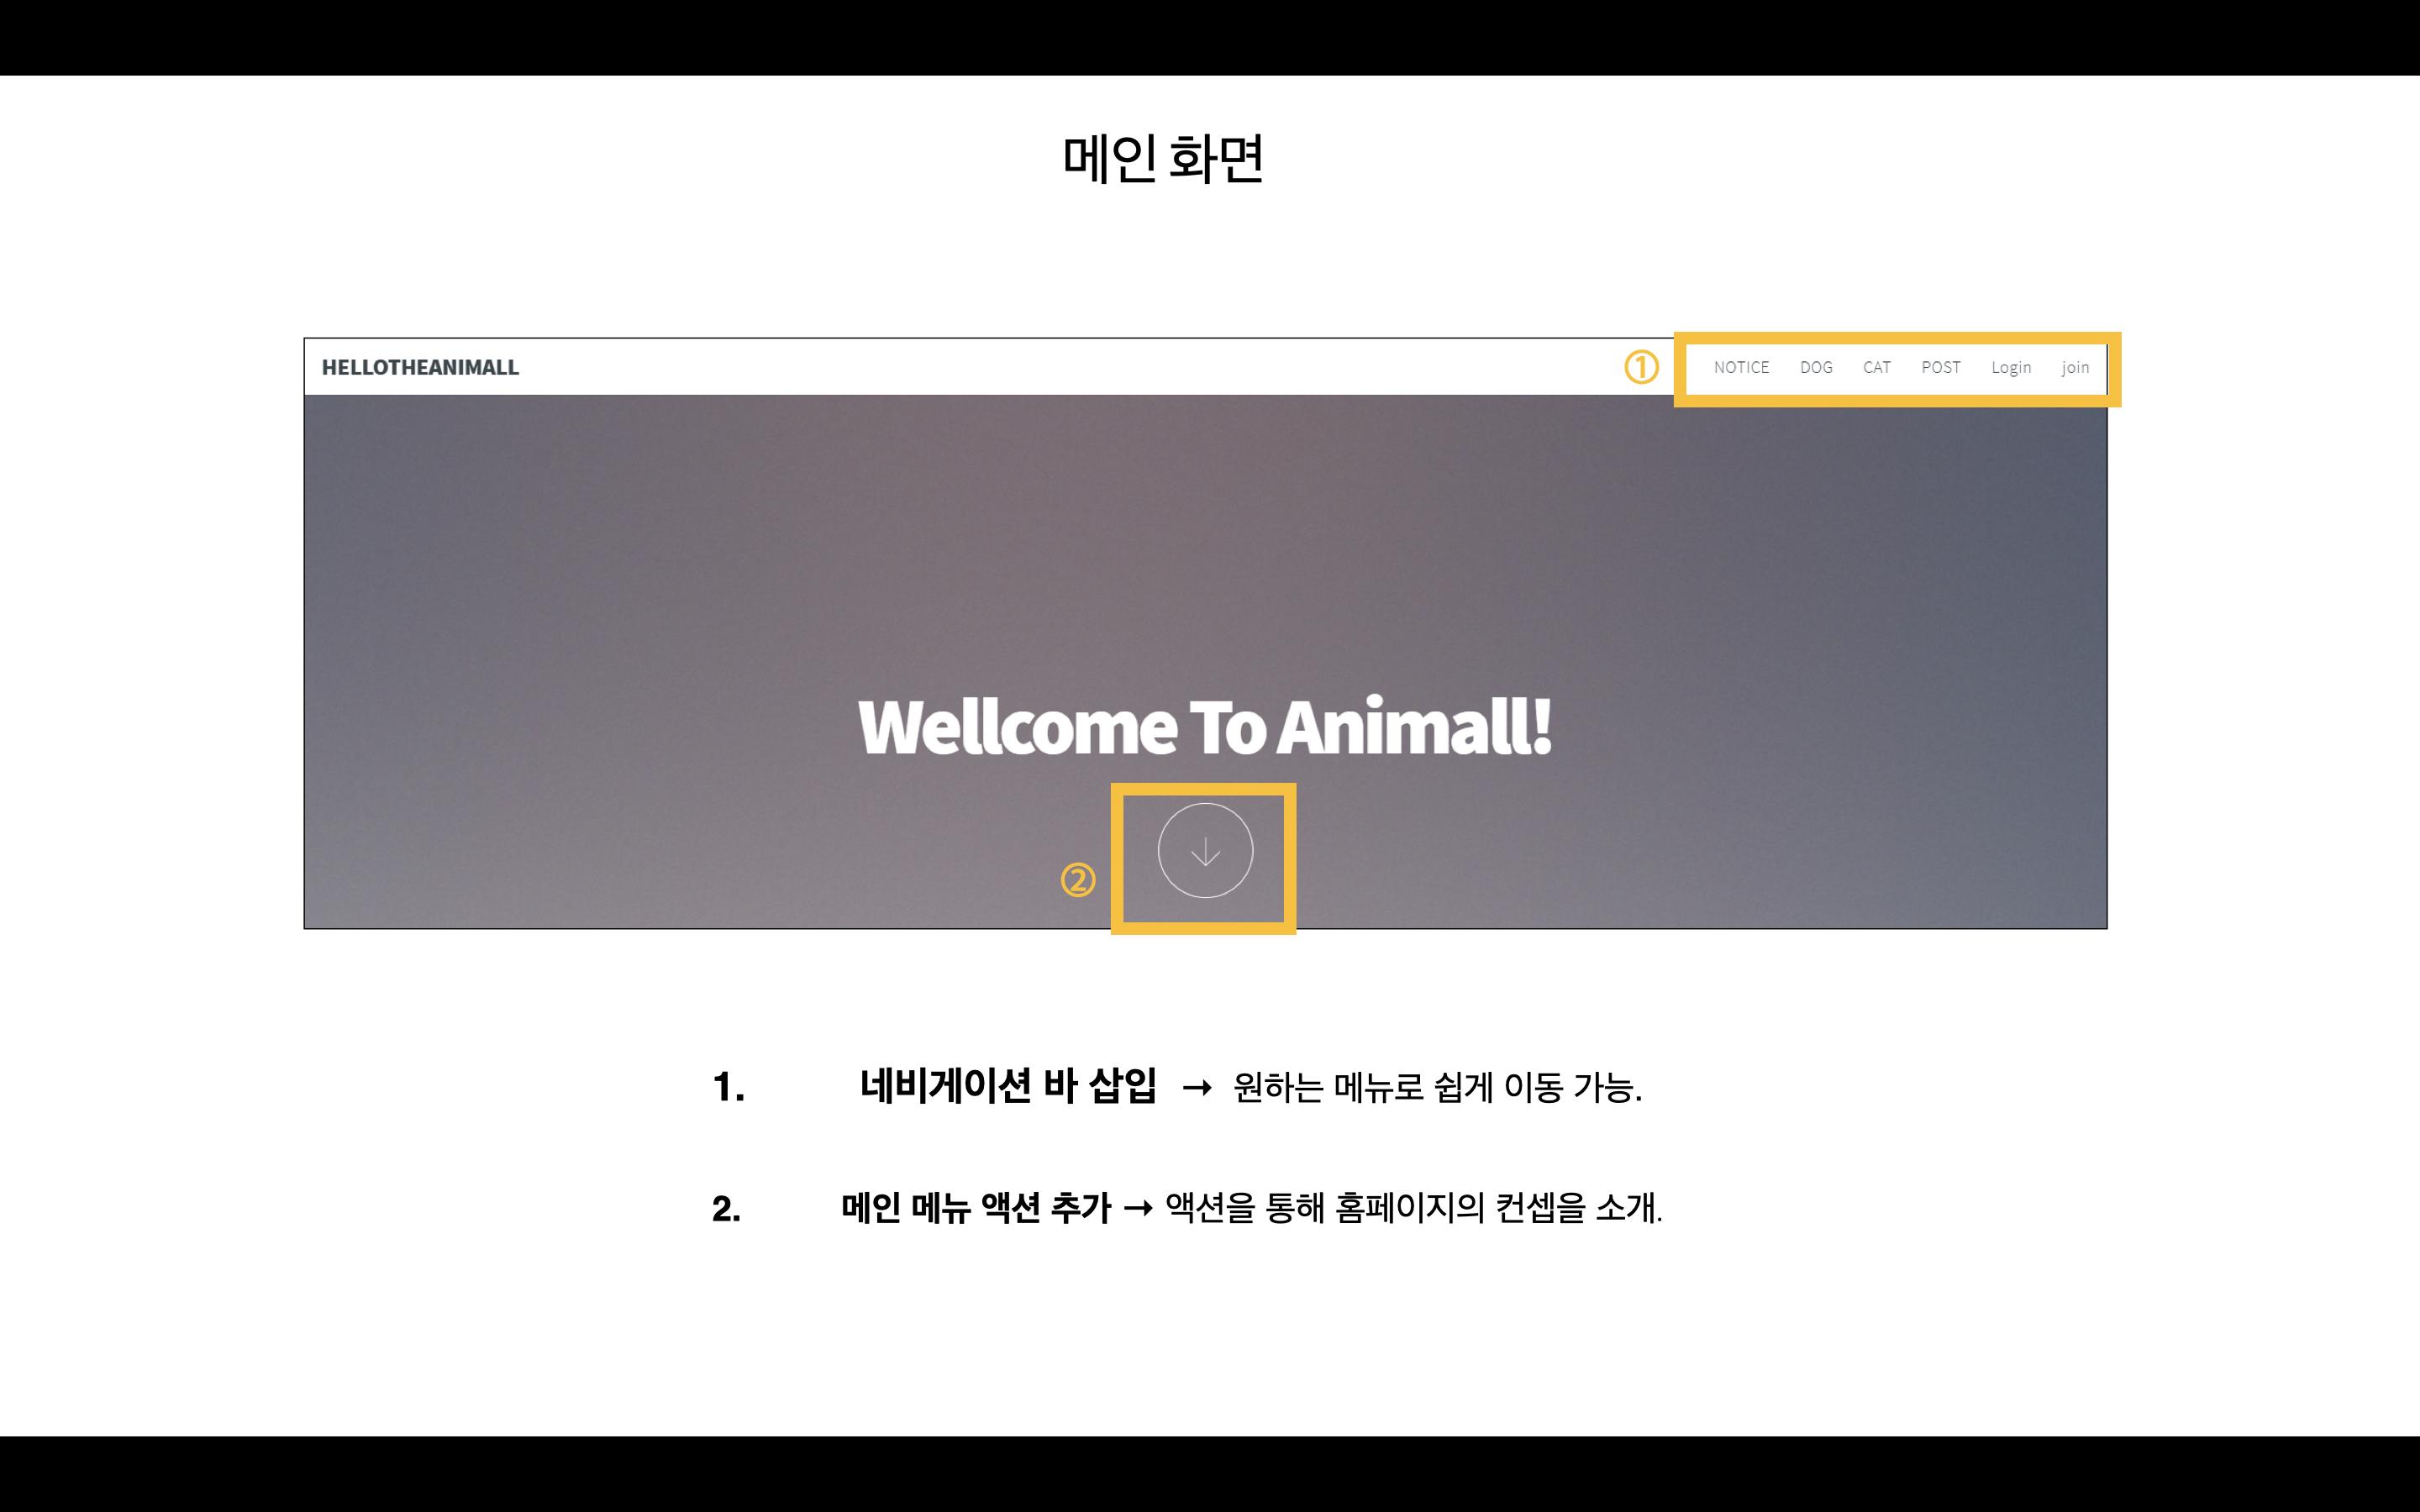 메인 화면
HELLOTHEANIMALL
① NOTICE DOG CAT POST Login join
Wellcome To Animall!
②
1. 네비게이션 바 삽입 → 원하는 메뉴로 쉽게 이동 가능.
2. 메인 메뉴 액션 추가 → 액션을 통해 홈페이지의 컨셉을 소개.